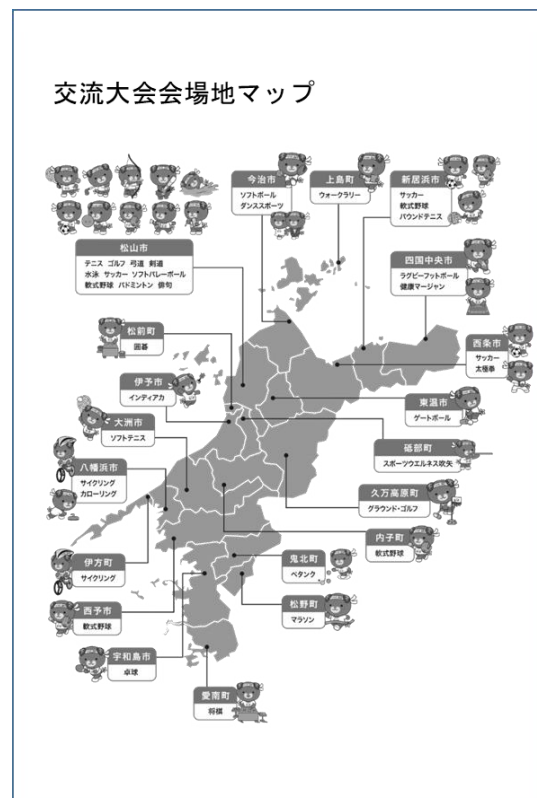 交流大会会場地マップ
今治市
ソフトボール
ダンススポーツ
上島町
ウォークラリー
新居浜市
サッカー
軟式野球
バウンドテニス
松山市
テニス ゴルフ 弓道 剣道
水泳 サッカー ソフトバレーボール
軟式野球 バドミントン 俳句
四国中央市
ラグビーフットボール
健康マージャン
松前町
囲碁
西条市
サッカー
太極拳
伊予市
インディアカ
東温市
ゲートボール
大洲市
ソフトテニス
砥部町
スポーツウエルネス吹矢
八幡浜市
サイクリング
カローリング
久万高原町
グラウンド・ゴルフ
内子町
軟式野球
伊方町
サイクリング
鬼北町
ペタンク
西予市
軟式野球
松野町
マラソン
宇和島市
卓球
愛南町
将棋